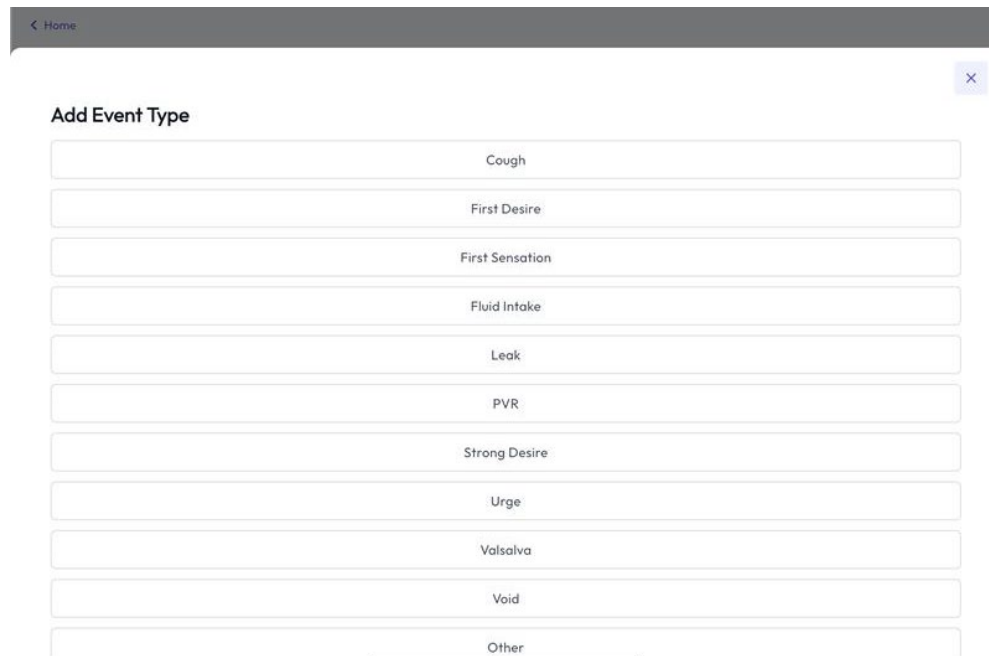 Home
Add Event Type
Cough
First Desire
First Sensation
Fluid Intake
Leak
PVR
Strong Desire
Urge
Valsalva
Void
Other